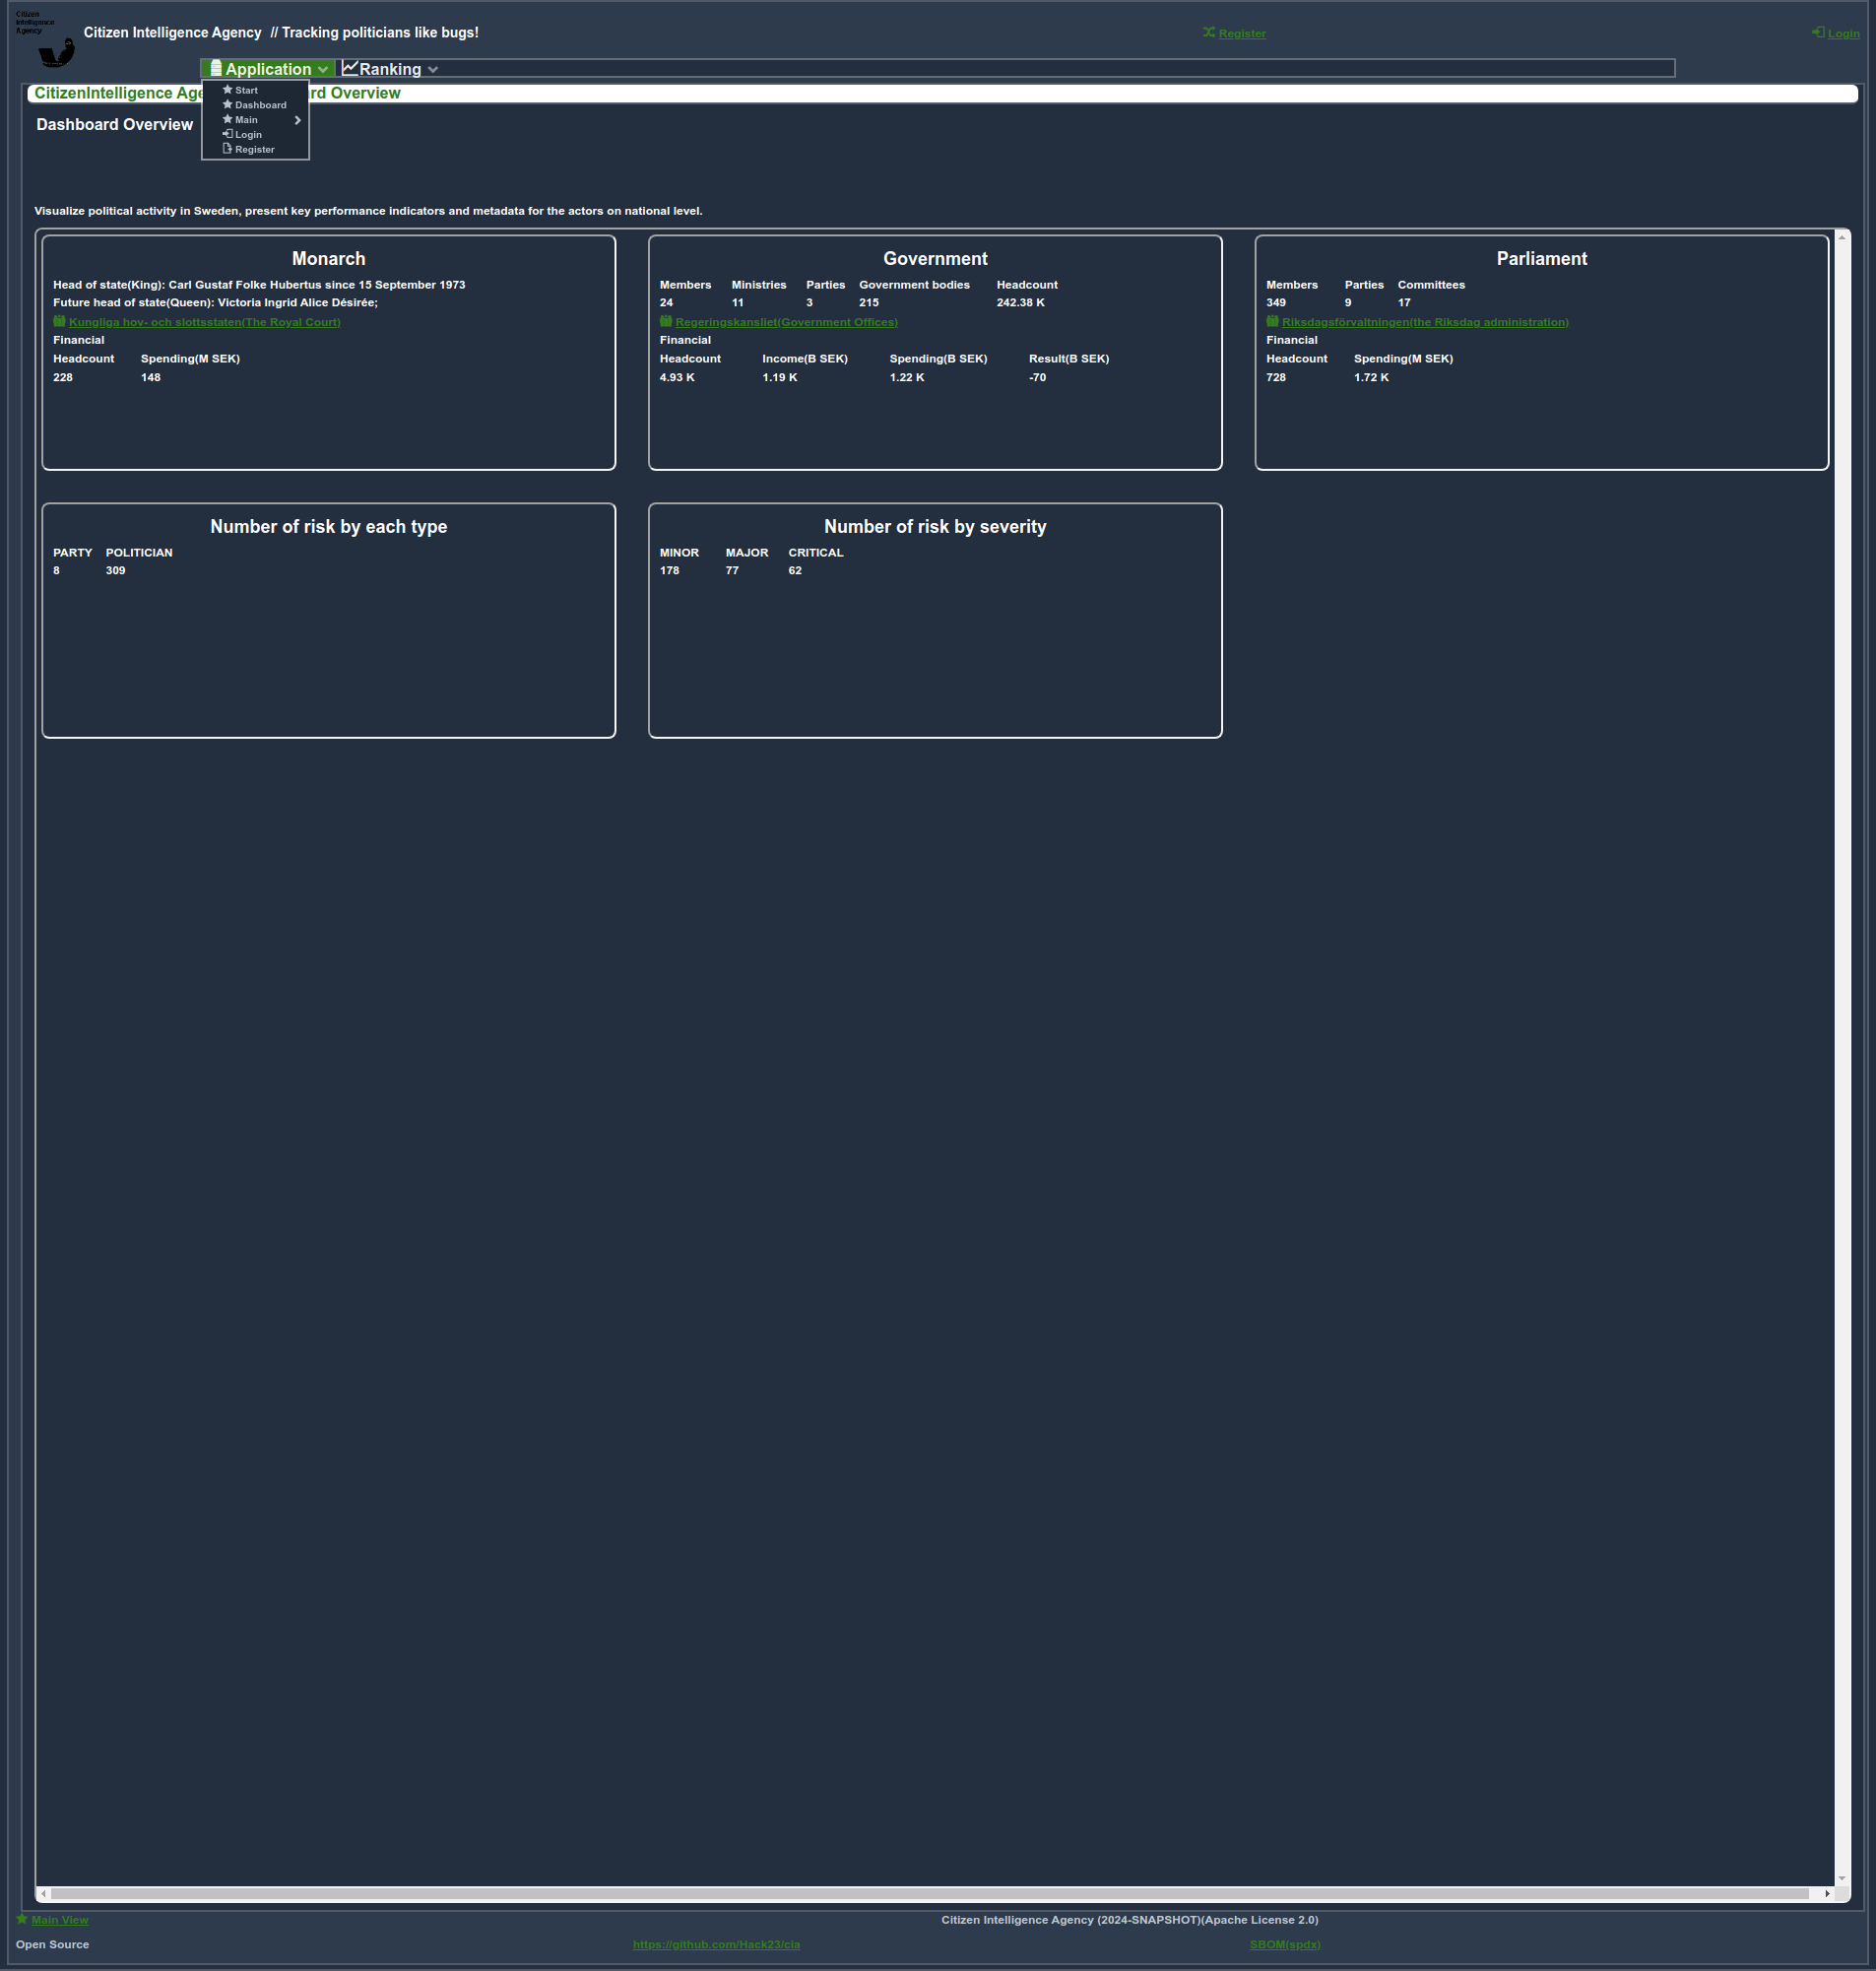 Citizen
Intelligence
Agency
Citizen Intelligence Agency // Tracking politicians like bugs!
Register
Login
Application
Ranking
CitizenIntelligence Age rd Overview
Start
Dashboard
Main
Login
Register
Dashboard Overview
Visualize political activity in Sweden, present key performance indicators and metadata for the actors on national level.
Monarch
Head of state(King): Carl Gustaf Folke Hubertus since 15 September 1973
Future head of state(Queen): Victoria Ingrid Alice Désirée;
Kungliga hov- och slottsstaten(The Royal Court)
Financial
Headcount Spending(M SEK)
228 148
Government
Members Ministries Parties Government bodies Headcount
24 11 3 215 242.38 K
Regeringskansliet(Government Offices)
Financial
Headcount Income(B SEK) Spending(B SEK) Result(B SEK)
4.93 K 1.19 K 1.22 K -70
Parliament
Members Parties Committees
349 9 17
Riksdagsförvaltningen(the Riksdag administration)
Financial
Headcount Spending(M SEK)
728 1.72 K
Number of risk by each type
PARTY POLITICIAN
8 309
Number of risk by severity
MINOR MAJOR CRITICAL
178 77 62
Main View
Citizen Intelligence Agency (2024-SNAPSHOT)(Apache License 2.0)
Open Source
https://github.com/Hack23/cia
SBOM(spdx)